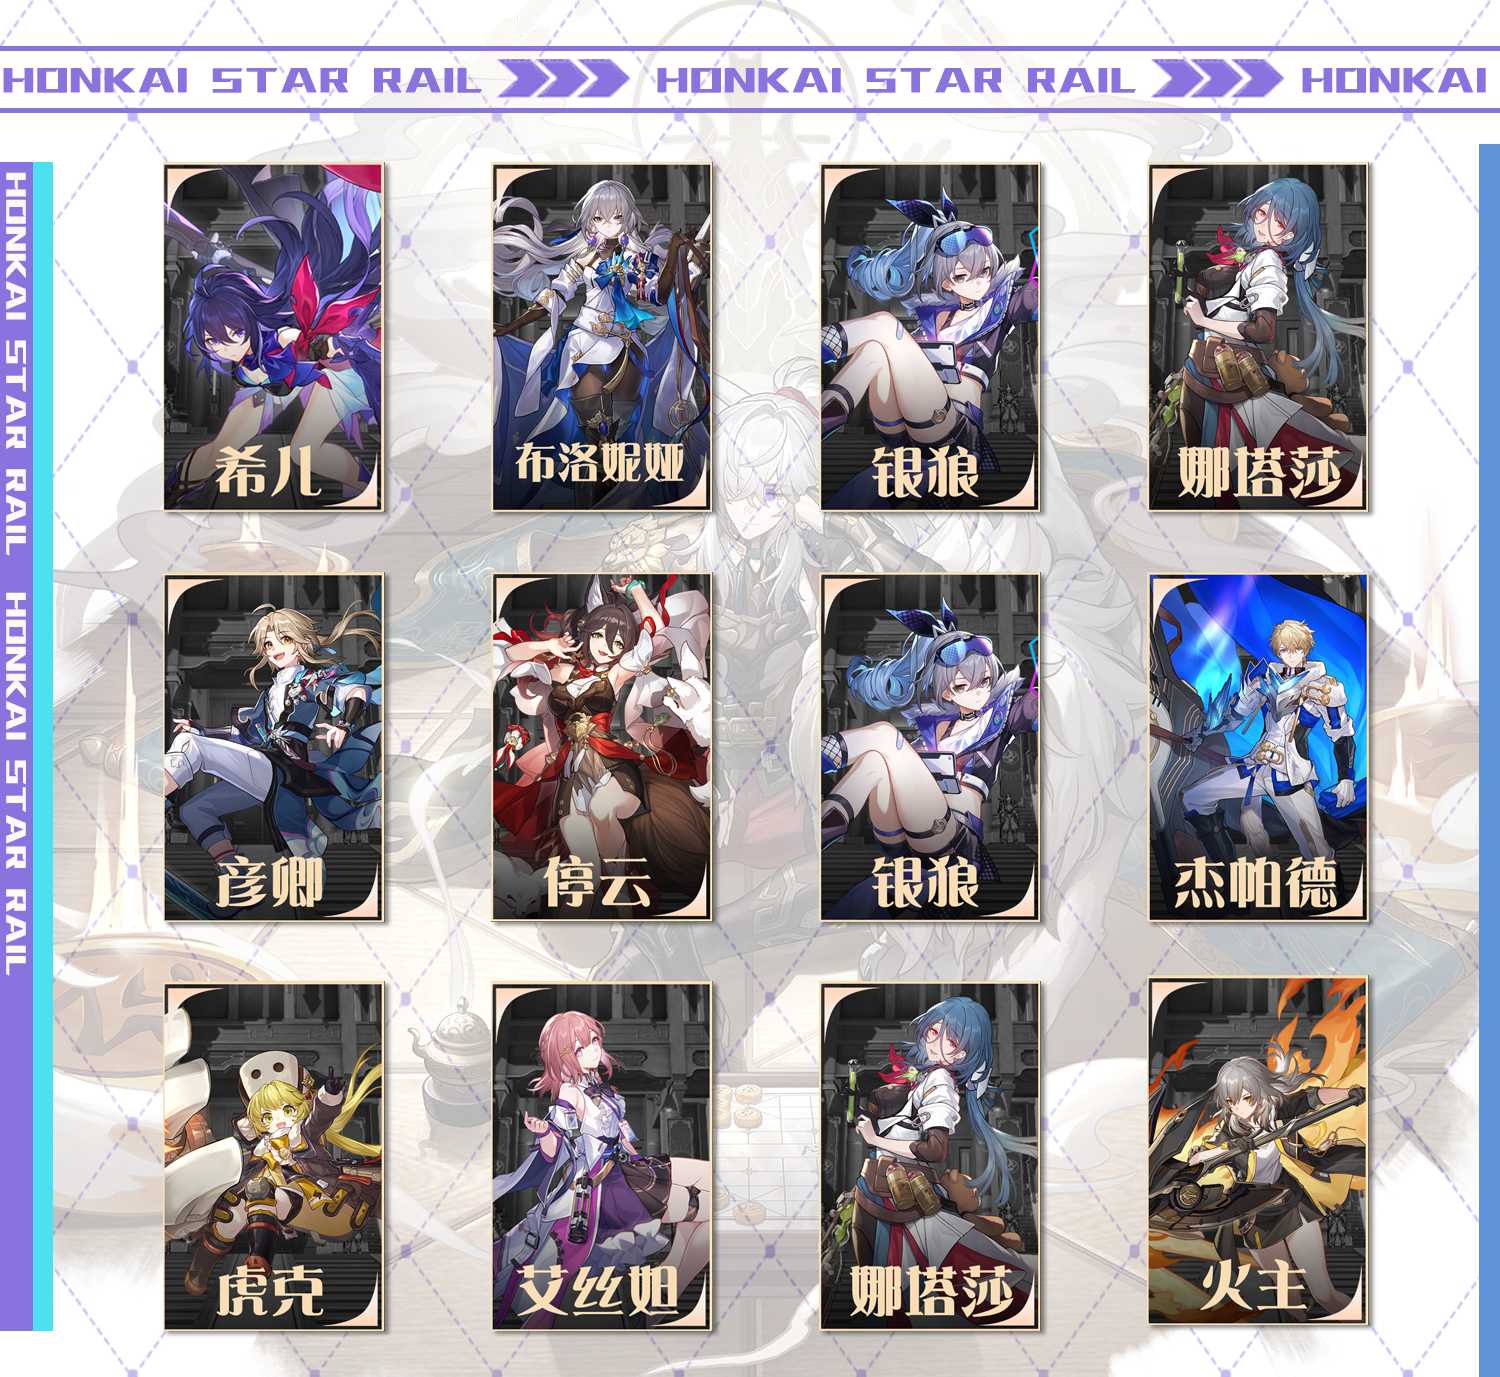 HONKAI STAR RAIL HONKAI STAR RAIL HONKAI
HONKAI STAR RAIL HONKAI STAR RAIL
希儿
布洛妮娅
银狼
娜塔莎
彦卿
停云
银狼
杰帕德
虎克
艾丝妲
娜塔莎
火主